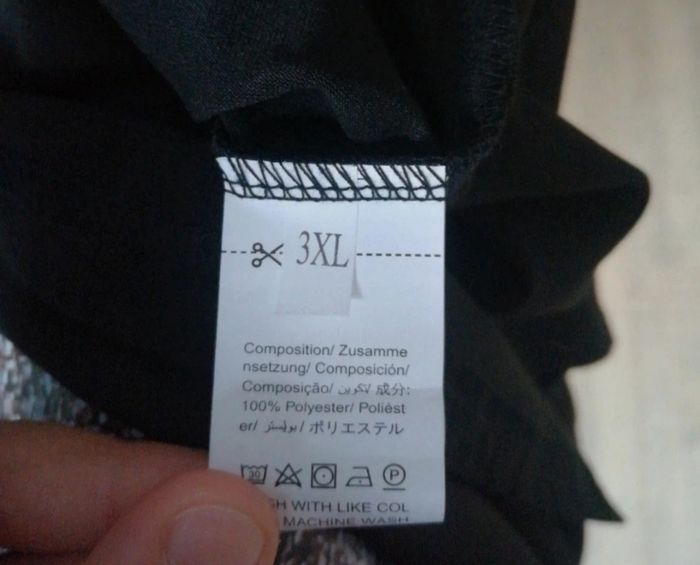 3XL
Composition/ Zusamme
nsetzung/ Composición/
Composição/ تكوين/ 成分:
100% Polyester/ Poliést
er/ بوليستر/ ポリエステル
30 P
WITH LIKE COL
MACHINE WASH